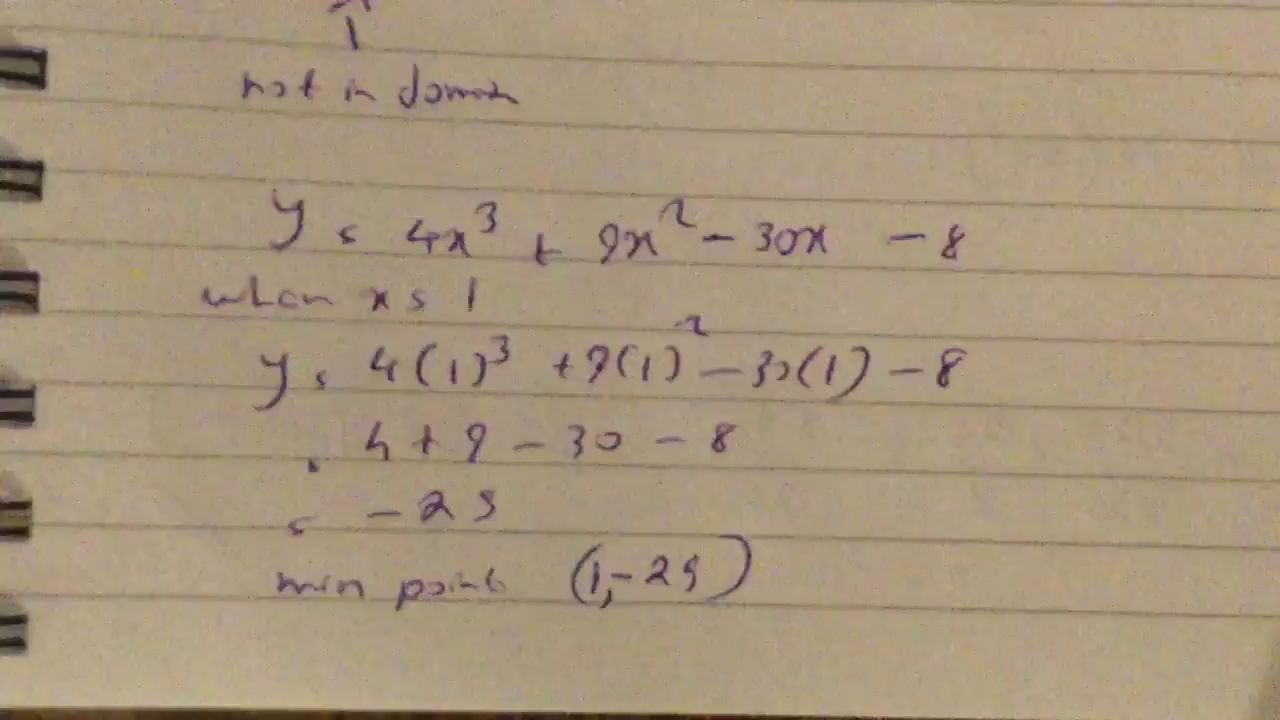 not in domain
y = 4x³ + 9x² - 30x - 8
when x = 1
y = 4(1)³ + 9(1)² - 30(1) - 8
= 4 + 9 - 30 - 8
= -25
min point (1, -25)